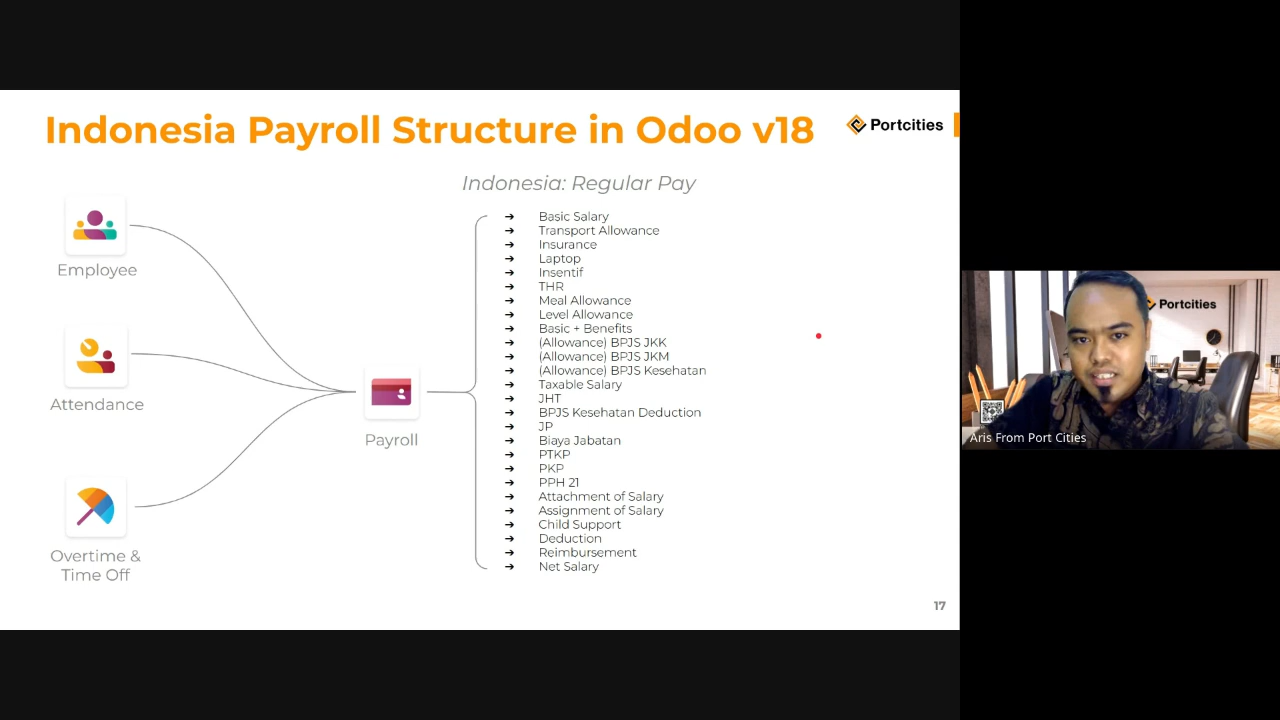 Indonesia Payroll Structure in Odoo v18
Portcities
Indonesia: Regular Pay
Employee
Attendance
Overtime &
Time Off
Payroll
➔ Basic Salary
➔ Transport Allowance
➔ Insurance
➔ Laptop
➔ Insentif
➔ THR
➔ Meal Allowance
➔ Level Allowance
➔ Basic + Benefits
➔ (Allowance) BPJS JKK
➔ (Allowance) BPJS JKM
➔ (Allowance) BPJS Kesehatan
➔ Taxable Salary
➔ JHT
➔ BPJS Kesehatan Deduction
➔ JP
➔ Biaya Jabatan
➔ PTKP
➔ PKP
➔ PPH 21
➔ Attachment of Salary
➔ Assignment of Salary
➔ Child Support
➔ Deduction
➔ Reimbursement
➔ Net Salary
17
Portcities
Aris From Port Cities